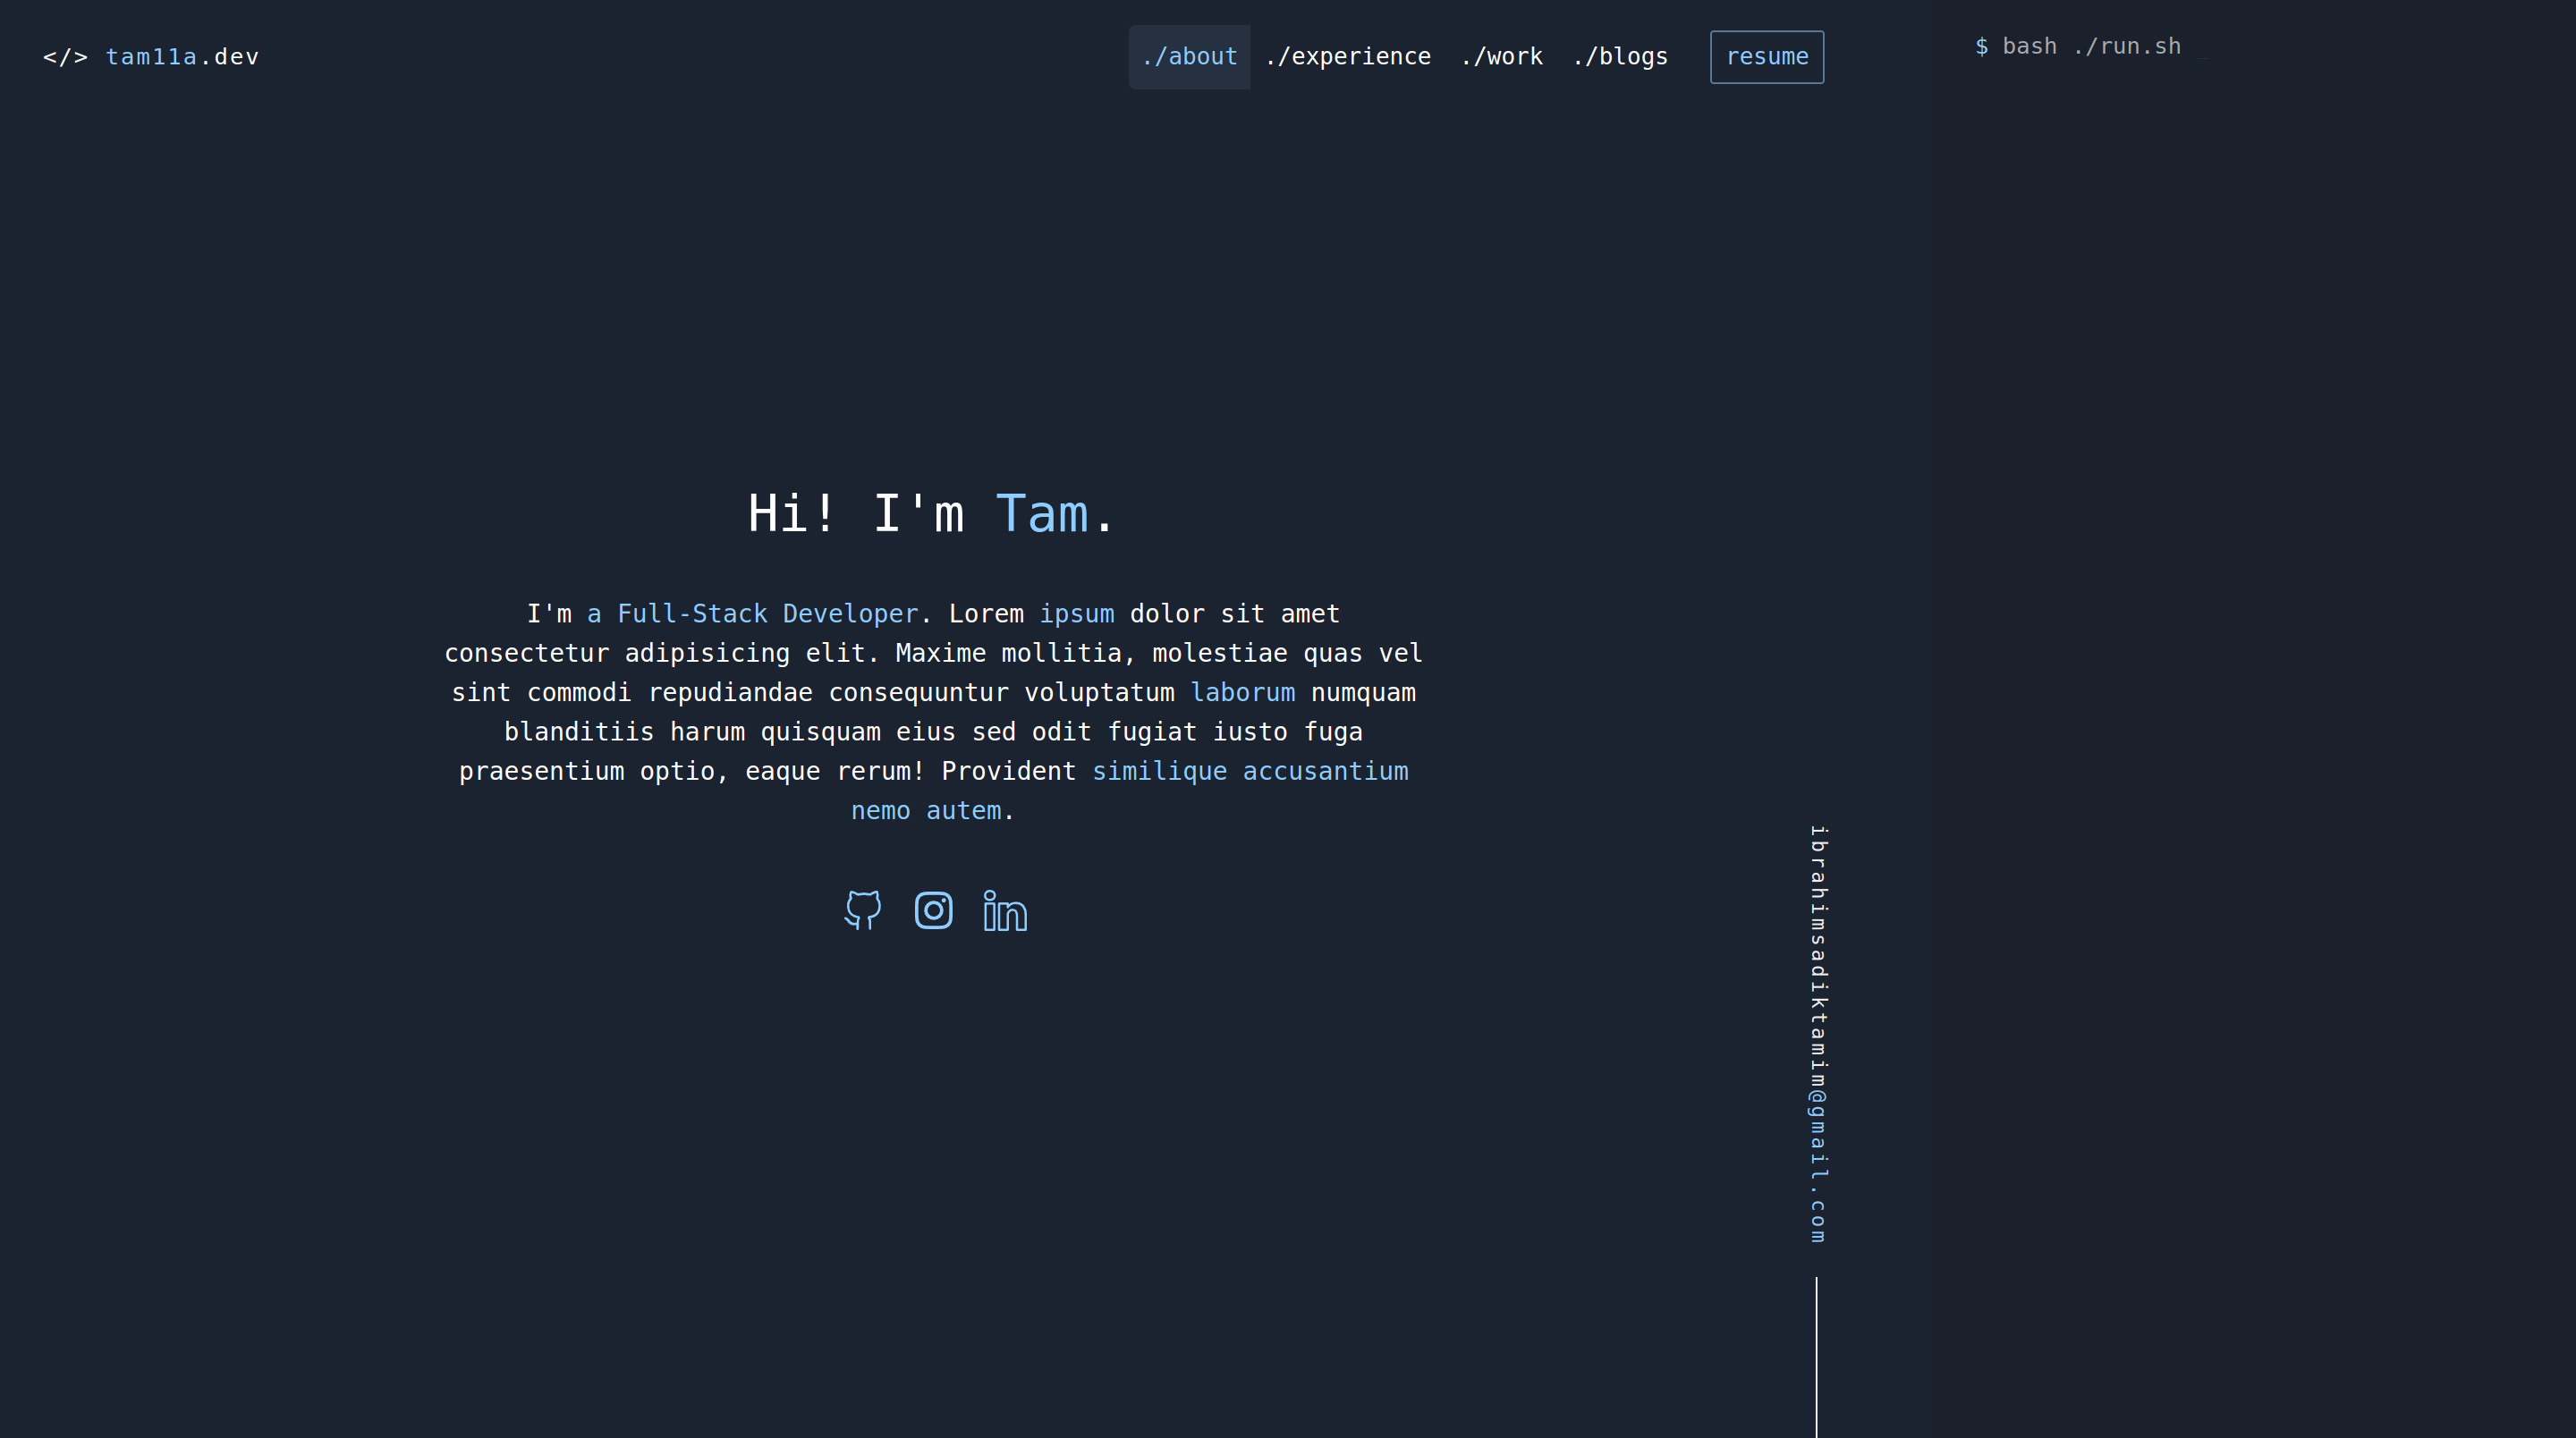 </> tam11a.dev
./about ./experience ./work ./blogs resume
$ bash ./run.sh _
Hi! I'm Tam.
I'm a Full-Stack Developer. Lorem ipsum dolor sit amet
consectetur adipisicing elit. Maxime mollitia, molestiae quas vel
sint commodi repudiandae consequuntur voluptatum laborum numquam
blanditiis harum quisquam eius sed odit fugiat iusto fuga
praesentium optio, eaque rerum! Provident similique accusantium
nemo autem.
in
ibrahimsadiktamim@gmail.com